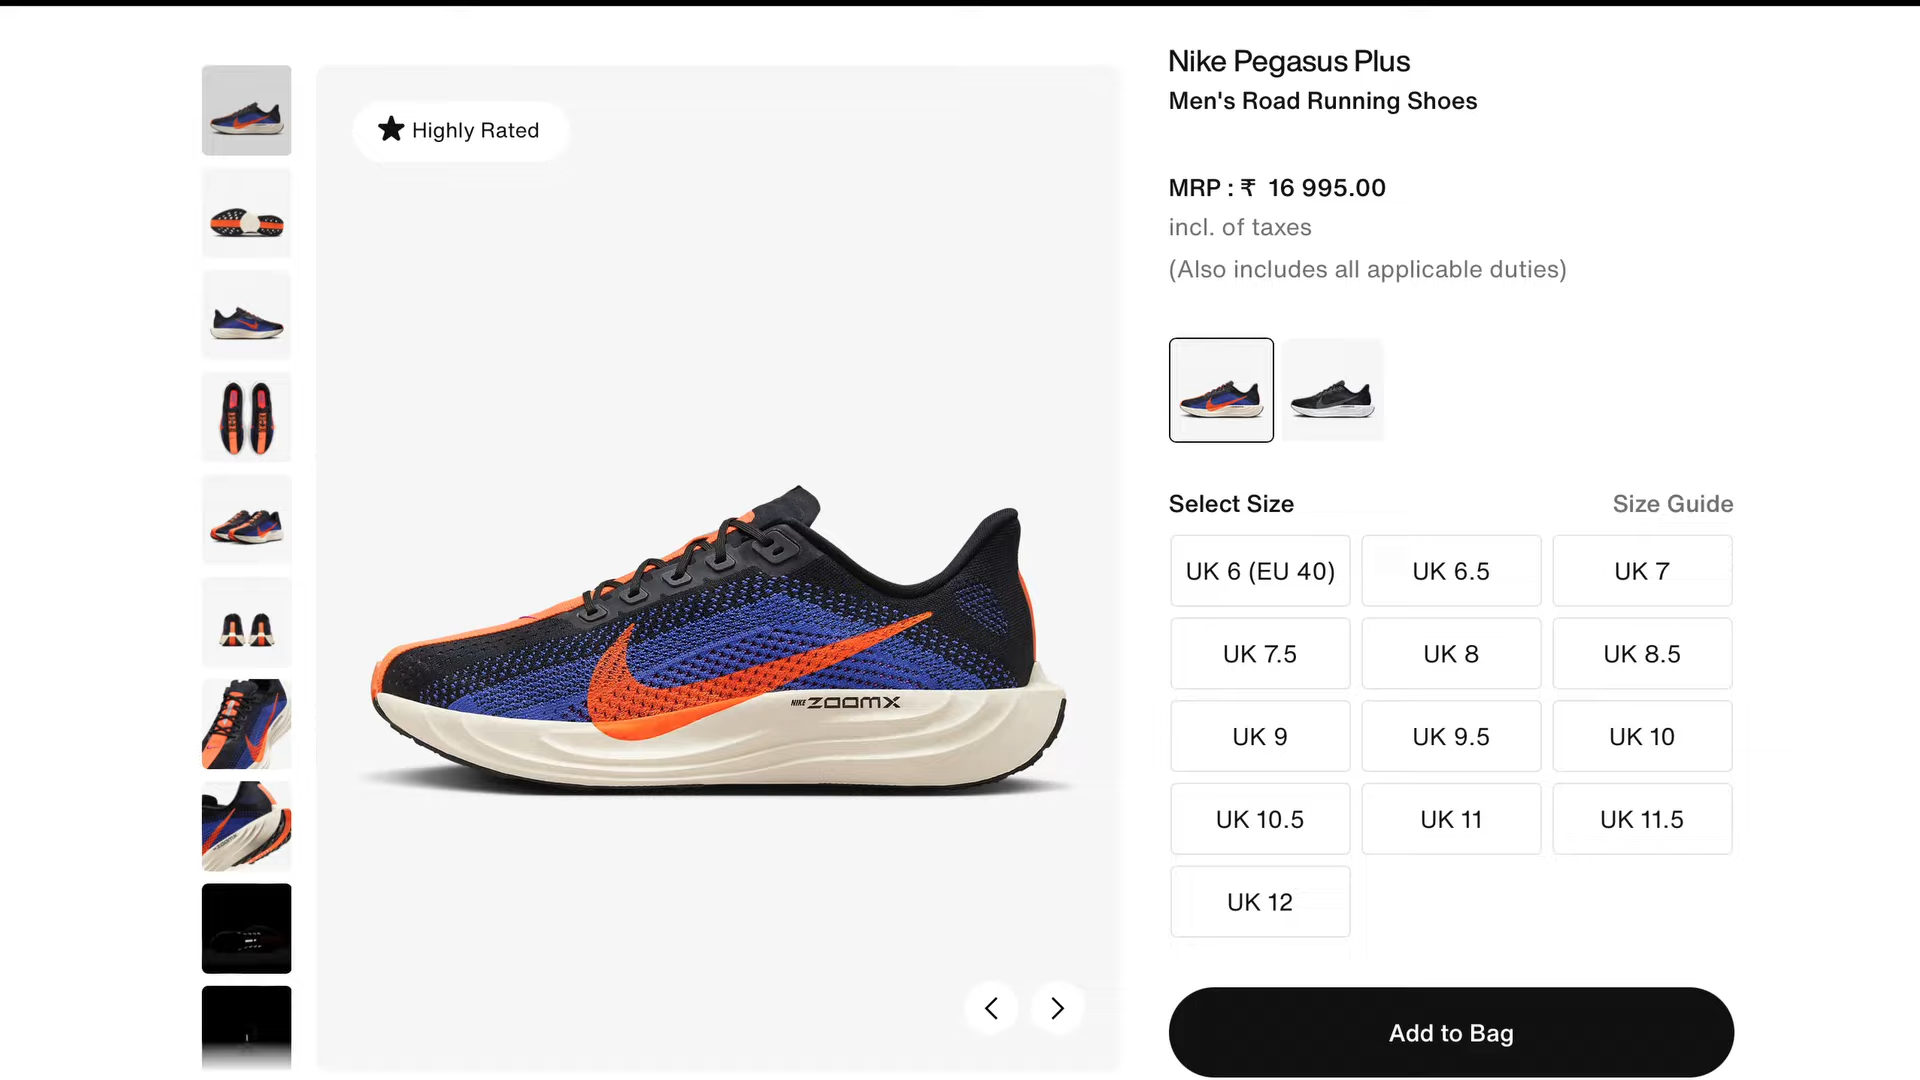 Highly Rated
NIKE ZOOMX
Nike Pegasus Plus
Men's Road Running Shoes
MRP : ₹ 16 995.00
incl. of taxes
(Also includes all applicable duties)
Select Size
Size Guide
UK 6 (EU 40)
UK 6.5
UK 7
UK 7.5
UK 8
UK 8.5
UK 9
UK 9.5
UK 10
UK 10.5
UK 11
UK 11.5
UK 12
Add to Bag